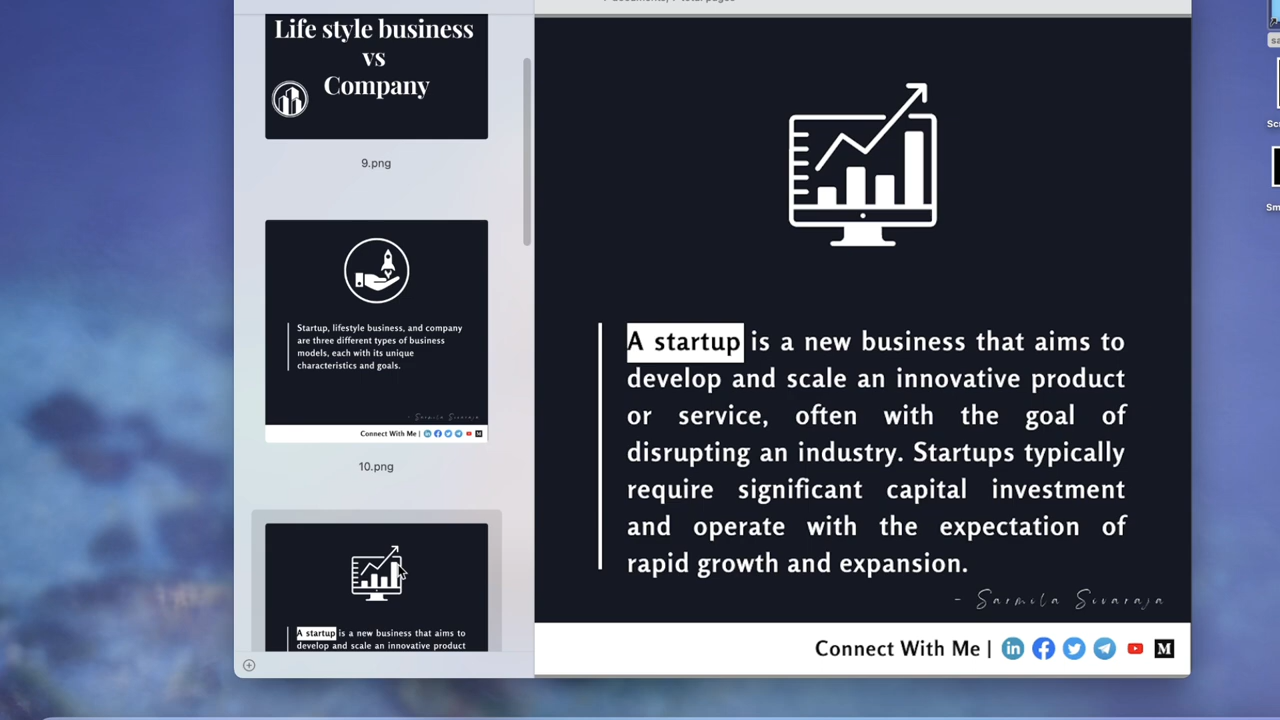 Life style business
vs
Company
9.png
Startup, lifestyle business, and company
are three different types of business
models, each with its unique
characteristics and goals.
- Sarmila Sivaraja
Connect With Me |
M
10.png
A startup is a new business that aims to
develop and scale an innovative product
A startup is a new business that aims to
develop and scale an innovative product
or service, often with the goal of
disrupting an industry. Startups typically
require significant capital investment
and operate with the expectation of
rapid growth and expansion.
- Sarmila Sivaraja
Connect With Me |
in
M